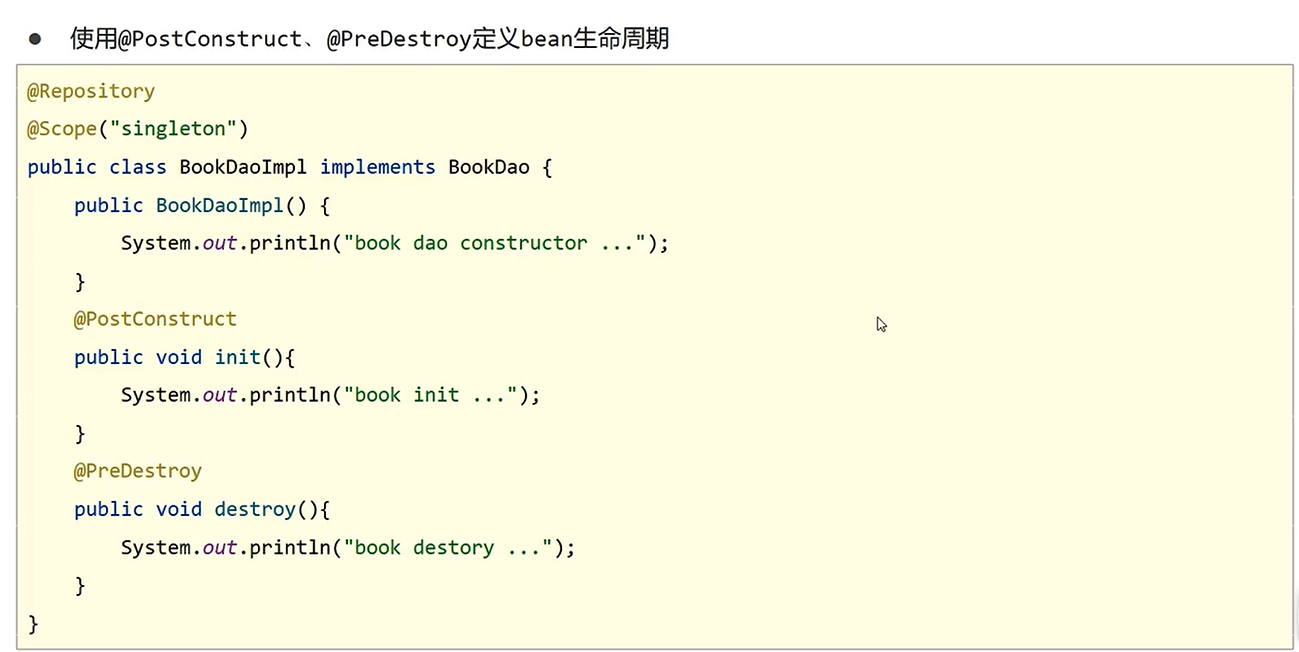 ● 使用@PostConstruct、@PreDestroy定义bean生命周期
@Repository
@Scope("singleton")
public class BookDaoImpl implements BookDao {
    public BookDaoImpl() {
        System.out.println("book dao constructor ...");
    }
    @PostConstruct
    public void init(){
        System.out.println("book init ...");
    }
    @PreDestroy
    public void destroy(){
        System.out.println("book destory ...");
    }
}